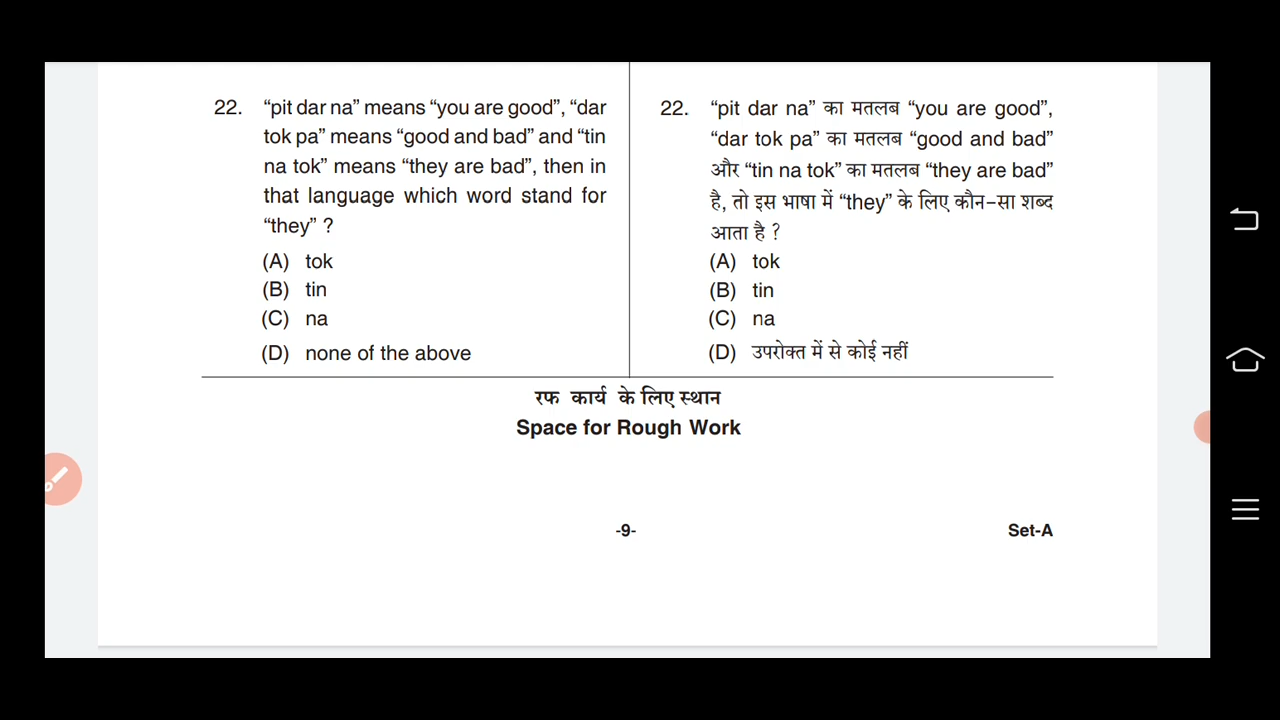 22. “pit dar na” means “you are good”, “dar
tok pa” means “good and bad” and “tin
na tok” means “they are bad”, then in
that language which word stand for
“they” ?
(A) tok
(B) tin
(C) na
(D) none of the above
22. “pit dar na” का मतलब “you are good”,
“dar tok pa” का मतलब “good and bad”
और “tin na tok” का मतलब “they are bad”
है, तो इस भाषा में “they” के लिए कौन-सा शब्द
आता है ?
(A) tok
(B) tin
(C) na
(D) उपरोक्त में से कोई नहीं
रफ कार्य के लिए स्थान
Space for Rough Work
-9-
Set-A